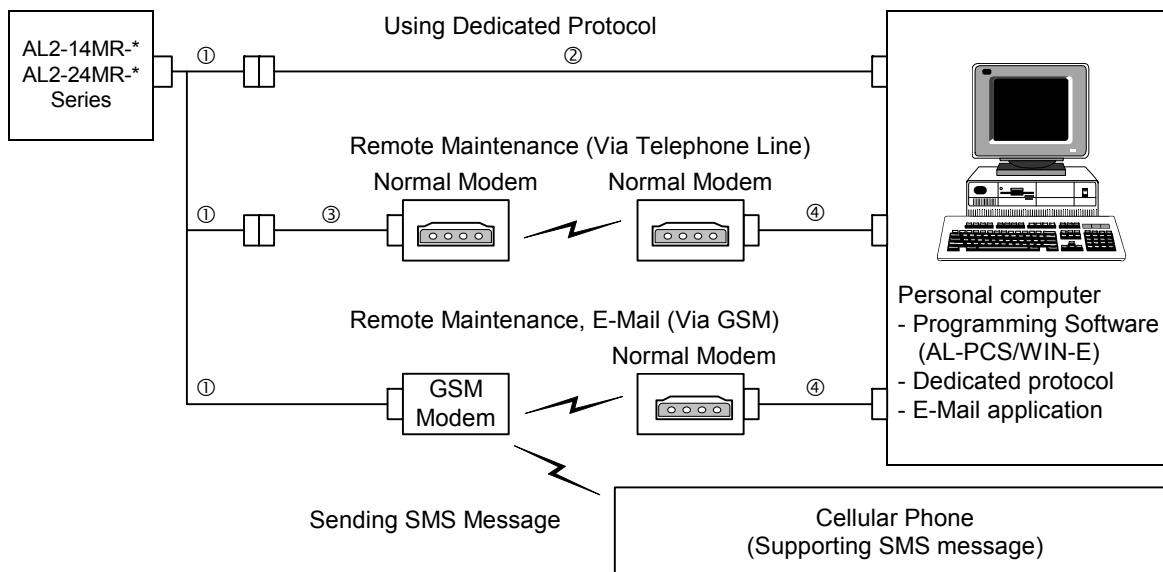 AL2-14MR-*
AL2-24MR-*
Series
Using Dedicated Protocol
①
②
Remote Maintenance (Via Telephone Line)
Normal Modem
Normal Modem
①
③
④
Remote Maintenance, E-Mail (Via GSM)
Normal Modem
①
GSM
Modem
④
Personal computer
- Programming Software
(AL-PCS/WIN-E)
- Dedicated protocol
- E-Mail application
Sending SMS Message
Cellular Phone
(Supporting SMS message)